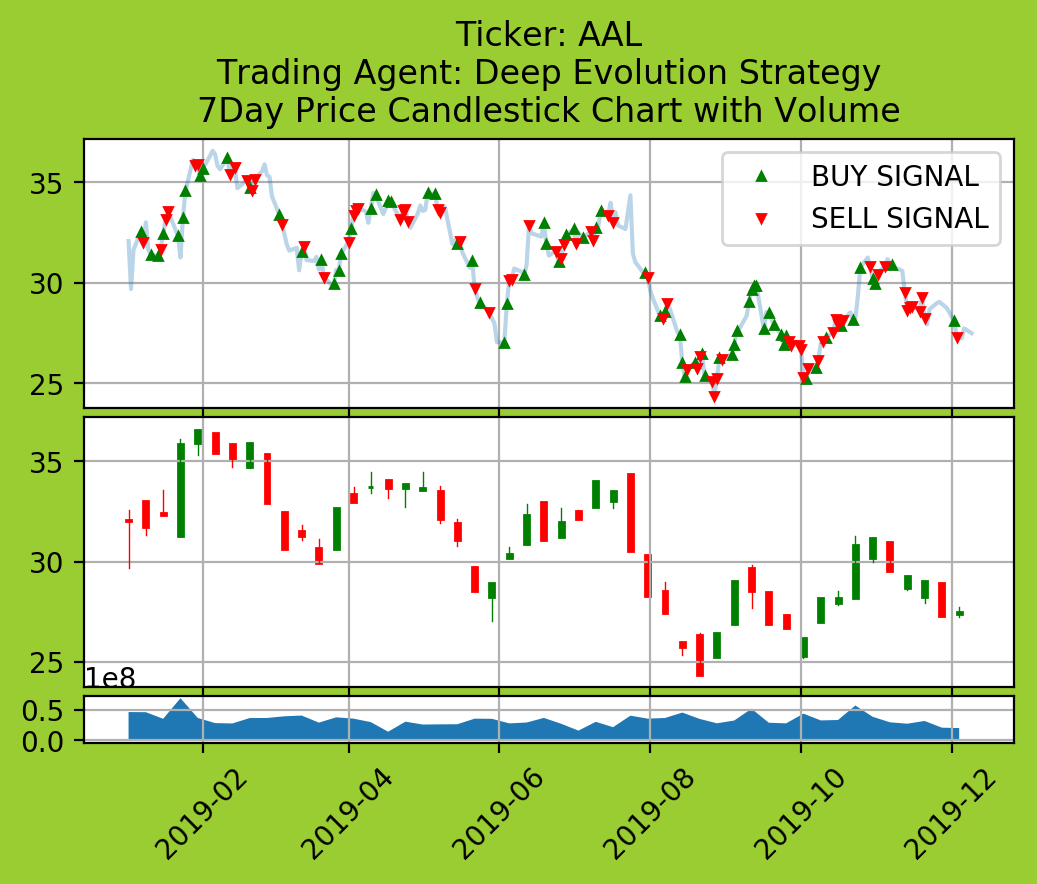 Ticker: AAL
Trading Agent: Deep Evolution Strategy
7Day Price Candlestick Chart with Volume
BUY SIGNAL
SELL SIGNAL
35
30
25
35
30
25
1e8
0.5
0.0
2019-02
2019-04
2019-06
2019-08
2019-10
2019-12